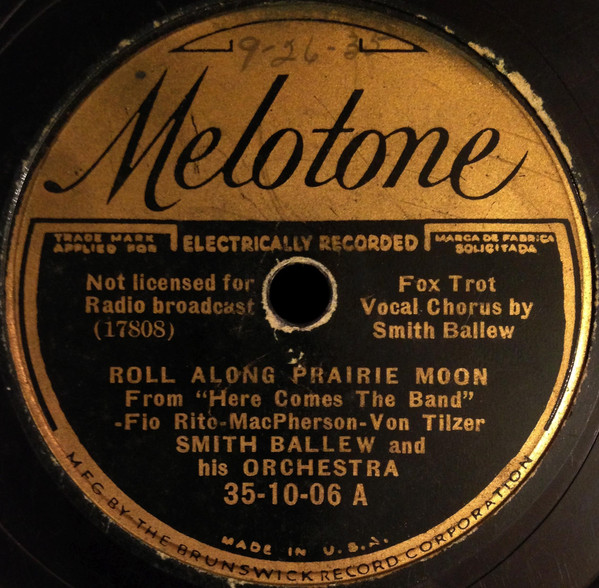 9-26-35
Melotone
TRADE MARK
APPLIED FOR
ELECTRICALLY RECORDED
MARCA DE FABRICA
SOLICITADA
Not licensed for
Radio broadcast
(17808)
Fox Trot
Vocal Chorus by
Smith Ballew
ROLL ALONG PRAIRIE MOON
From "Here Comes The Band"
-Fio Rito-MacPherson-Von Tilzer
SMITH BALLEW and
his ORCHESTRA
35-10-06 A
MADE IN U.S.A.
MFG BY THE BRUNSWICK RECORD CORPORATION